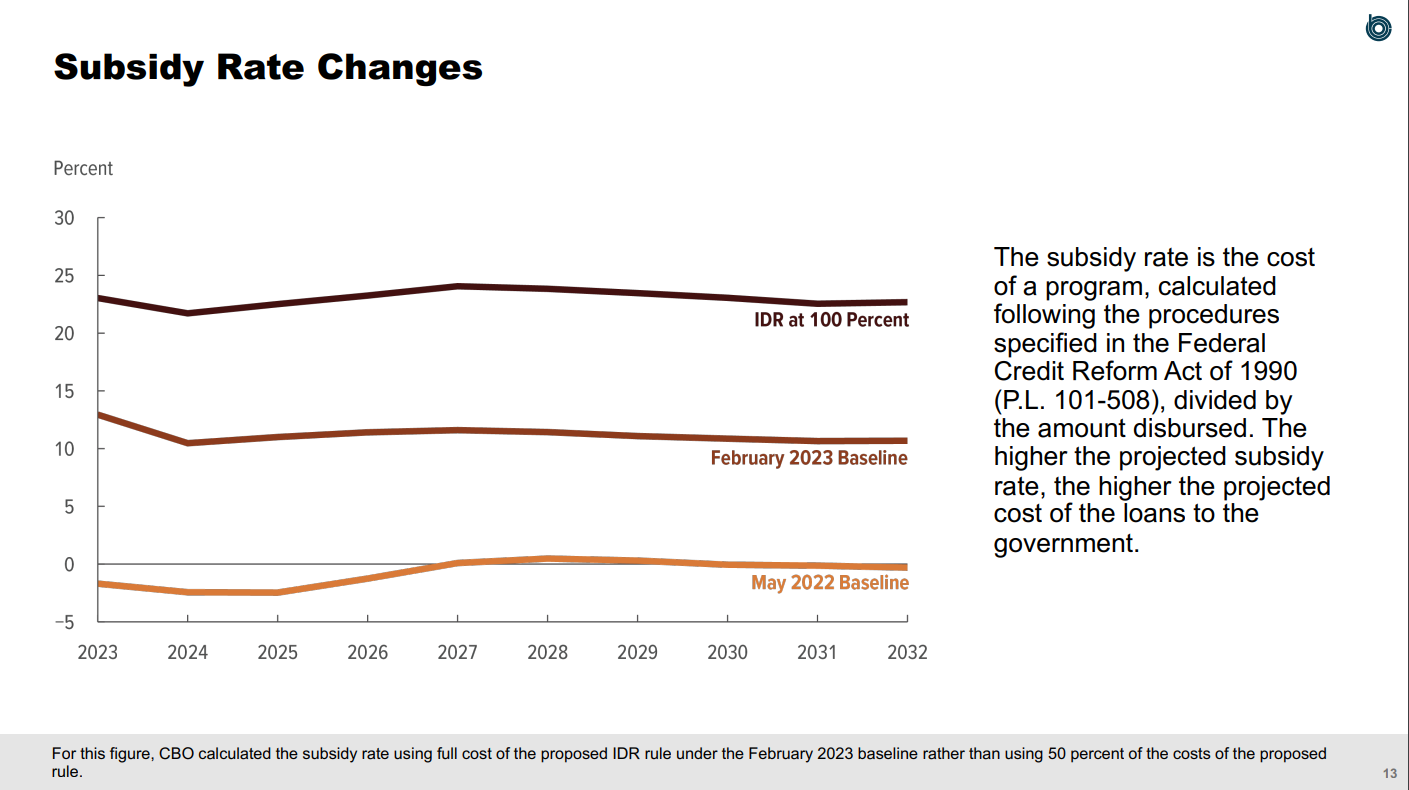 Subsidy Rate Changes
Percent
30
25
20
15
10
5
0
−5
IDR at 100 Percent
February 2023 Baseline
May 2022 Baseline
2023 2024 2025 2026 2027 2028 2029 2030 2031 2032
The subsidy rate is the cost
of a program, calculated
following the procedures
specified in the Federal
Credit Reform Act of 1990
(P.L. 101-508), divided by
the amount disbursed. The
higher the projected subsidy
rate, the higher the projected
cost of the loans to the
government.
For this figure, CBO calculated the subsidy rate using full cost of the proposed IDR rule under the February 2023 baseline rather than using 50 percent of the costs of the proposed
rule.
13